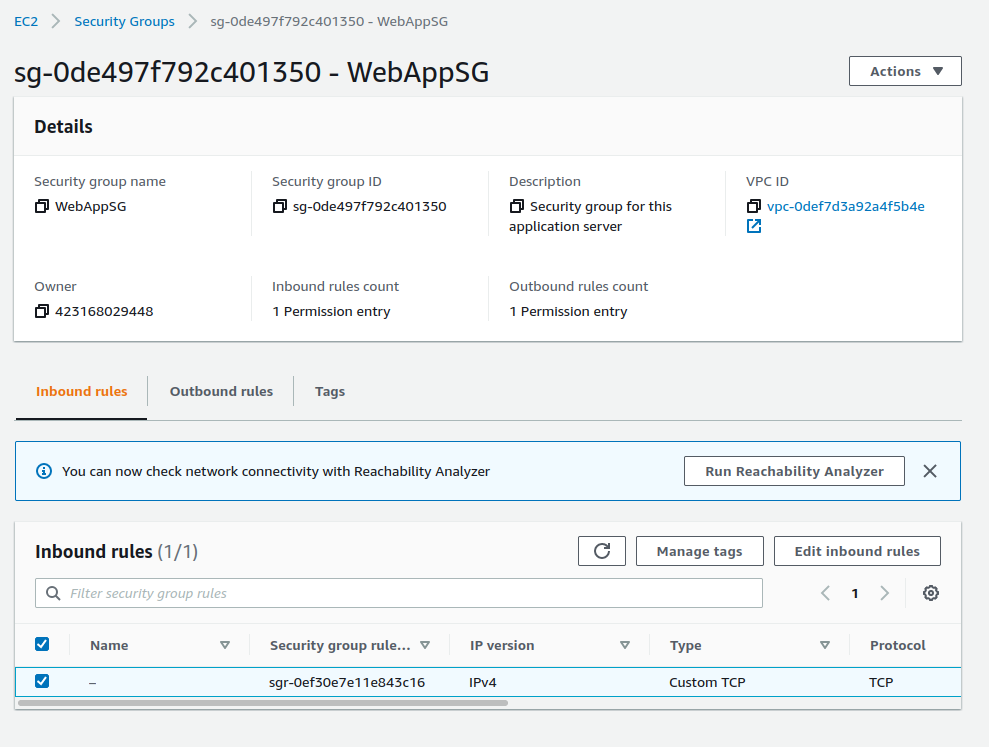 EC2 Security Groups sg-0de497f792c401350 - WebAppSG
sg-0de497f792c401350 - WebAppSG
Actions
Details
Security group name
WebAppSG
Security group ID
sg-0de497f792c401350
Description
Security group for this
application server
VPC ID
vpc-0def7d3a92a4f5b4e
Owner
423168029448
Inbound rules count
1 Permission entry
Outbound rules count
1 Permission entry
Inbound rules Outbound rules Tags
You can now check network connectivity with Reachability Analyzer
Run Reachability Analyzer
Inbound rules (1/1)
Manage tags
Edit inbound rules
Filter security group rules
1
Name Security group rule... IP version Type Protocol
– sgr-0ef30e7e11e843c16 IPv4 Custom TCP TCP